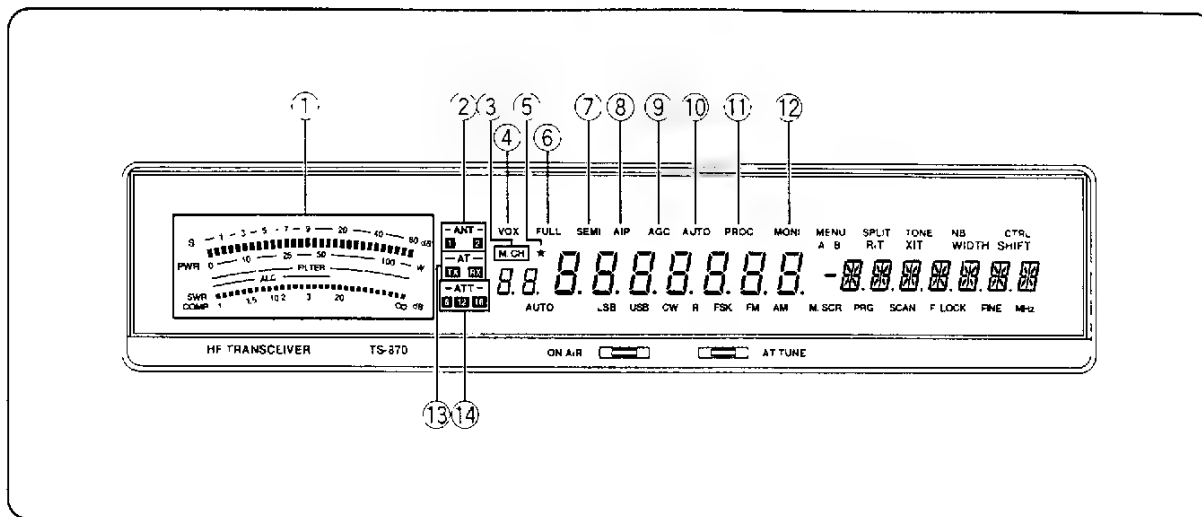 ① ② ③ ⑤ ⑦ ⑧ ⑨ ⑩ ⑪ ⑫
④ ⑥
- ANT - VOX FULL SEMI AIP AGC AUTO PROC MONI MENU SPLIT TONE NB CTRL
1 2 A B RIT XIT WIDTH SHIFT
S 1 3 5 7 9 20 40 60 dB
M.CH ★
PWR 0 10 25 50 100 W
- AT -
TX RX
ALC FILTER
- ATT -
6 12 18
SWR 1 1.5 2 3 ∞
COMP 10 20 dB
AUTO LSB USB CW R FSK FM AM M.SCR PRG SCAN F LOCK FINE MHz
HF TRANSCEIVER TS-870 ON AIR AT TUNE
⑬ ⑭